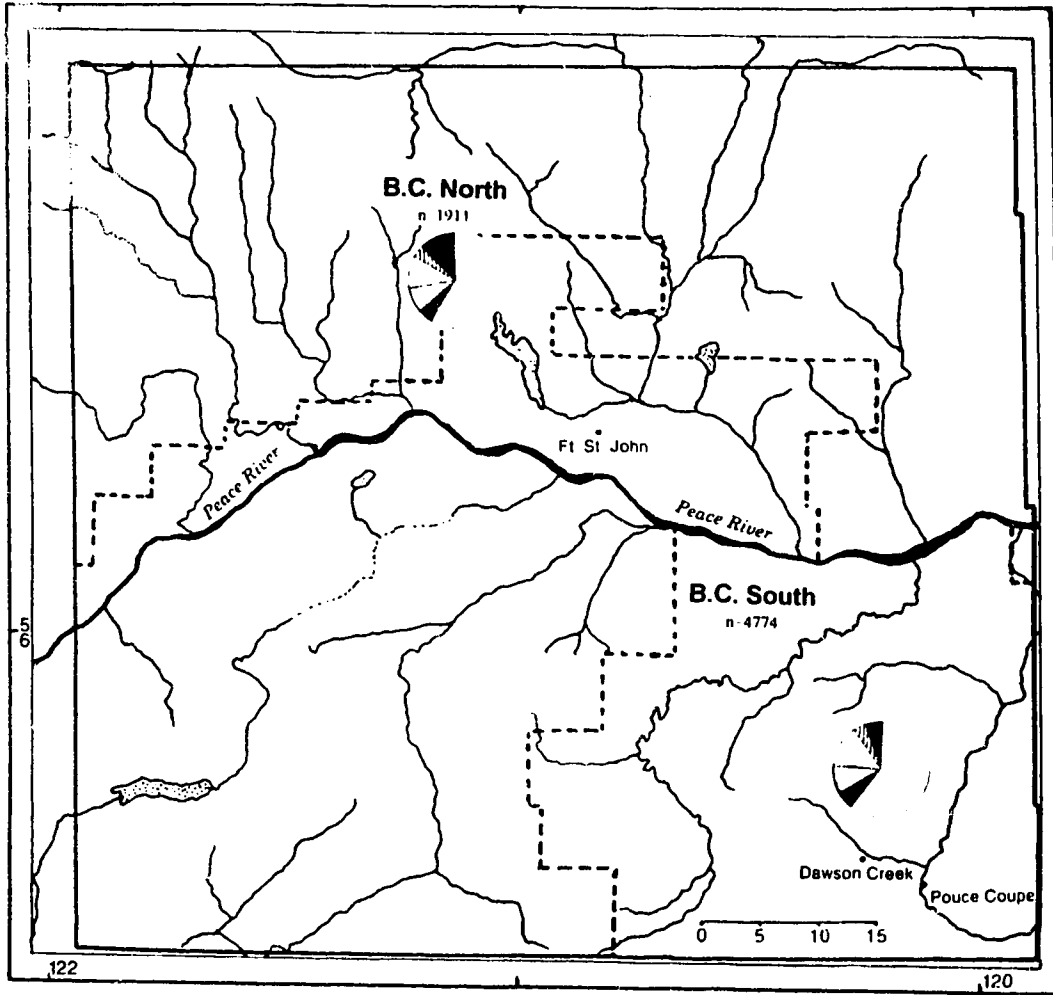 B.C. North
n 1911
Ft St John
Peace River
Peace River
B.C. South
n-4774
56
Dawson Creek
Pouce Coupe
0 5 10 15
122
120